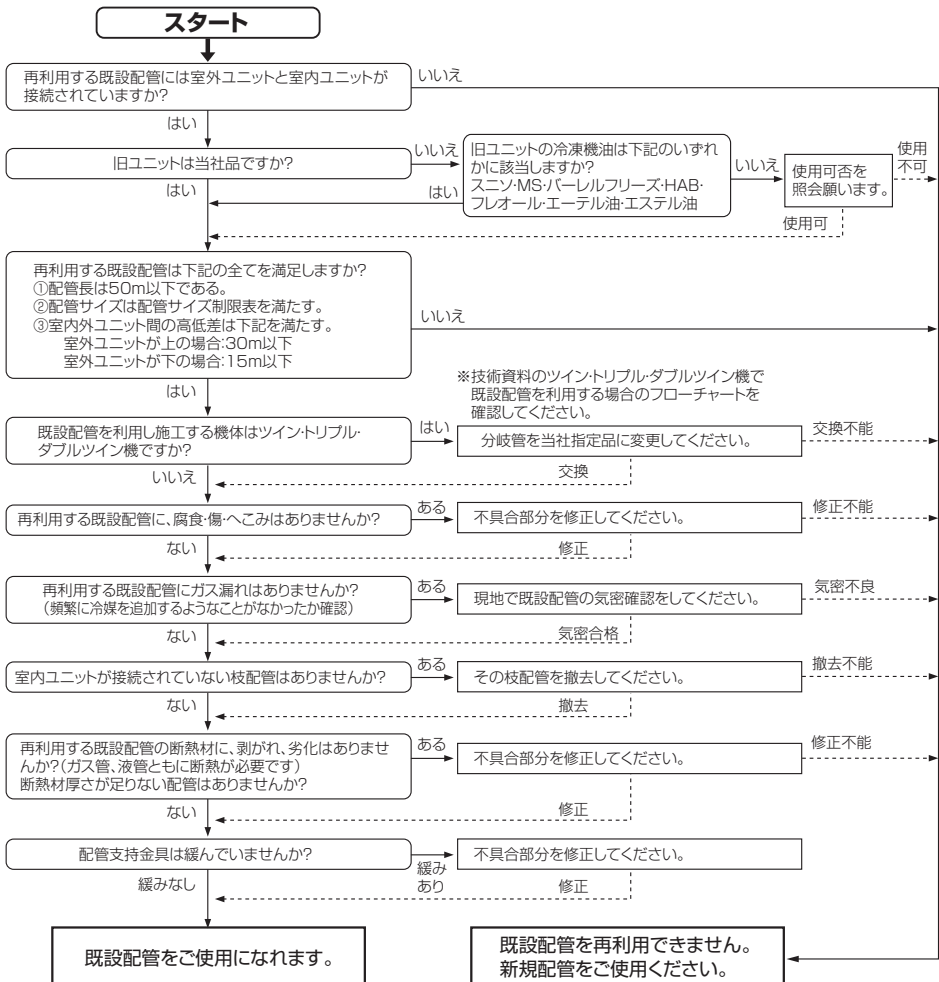 スタート
再利用する既設配管には室外ユニットと室内ユニットが
接続されていますか？
いいえ
はい
旧ユニットは当社品ですか？
いいえ
はい
旧ユニットの冷凍機油は下記のいずれ
かに該当しますか？
スニソ・MS・バーレルフリーズ・HAB・
フレオール・エーテル油・エステル油
はい
いいえ
使用可否を
照会願います。
使用
不可
使用可
再利用する既設配管は下記の全てを満足しますか？
①配管長は50m以下である。
②配管サイズは配管サイズ制限表を満たす。
③室内外ユニット間の高低差は下記を満たす。
室外ユニットが上の場合:30m以下
室外ユニットが下の場合:15m以下
いいえ
はい
※技術資料のツイン・トリプル・ダブルツイン機で
既設配管を利用する場合のフローチャートを
確認してください。
既設配管を利用し施工する機体はツイン・トリプル・
ダブルツイン機ですか？
はい
分岐管を当社指定品に変更してください。
交換不能
交換
いいえ
再利用する既設配管に、腐食・傷・へこみはありませんか？
ある
不具合部分を修正してください。
修正不能
修正
ない
再利用する既設配管にガス漏れはありませんか？
（頻繁に冷媒を追加するようなことがなかったか確認）
ある
現地で既設配管の気密確認をしてください。
気密不良
気密合格
ない
室内ユニットが接続されていない枝配管はありませんか？
ある
その枝配管を撤去してください。
撤去不能
撤去
ない
再利用する既設配管の断熱材に、剥がれ、劣化はありませ
んか？（ガス管、液管ともに断熱が必要です）
断熱材厚さが足りない配管はありませんか？
ある
不具合部分を修正してください。
修正不能
修正
ない
配管支持金具は緩んでいませんか？
緩み
あり
不具合部分を修正してください。
修正
緩みなし
既設配管をご使用になれます。
既設配管を再利用できません。
新規配管をご使用ください。